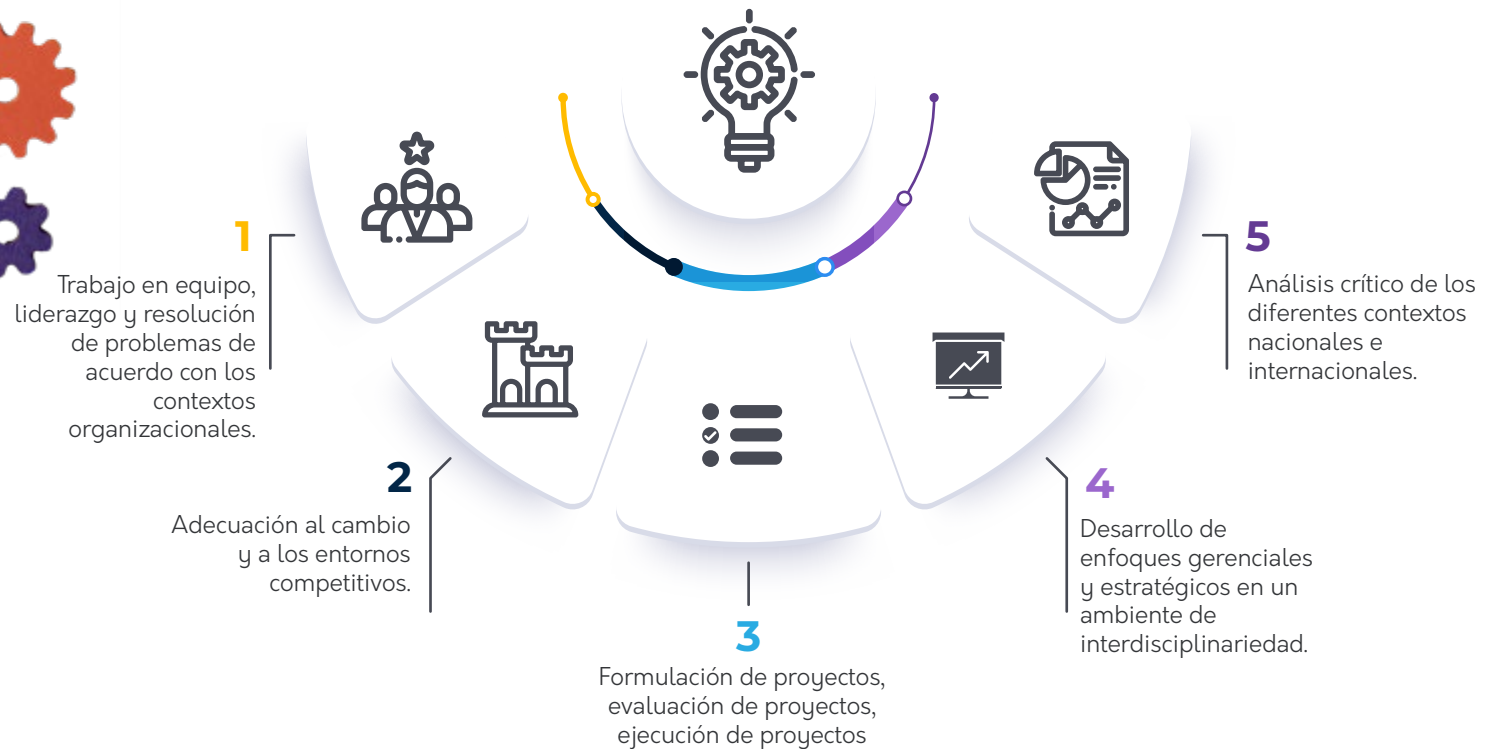 1
Trabajo en equipo,
liderazgo y resolución
de problemas de
acuerdo con los
contextos
organizacionales.
2
Adecuación al cambio
y a los entornos
competitivos.
3
Formulación de proyectos,
evaluación de proyectos,
ejecución de proyectos
4
Desarrollo de
enfoques gerenciales
y estratégicos en un
ambiente de
interdisciplinariedad.
5
Análisis crítico de los
diferentes contextos
nacionales e
internacionales.